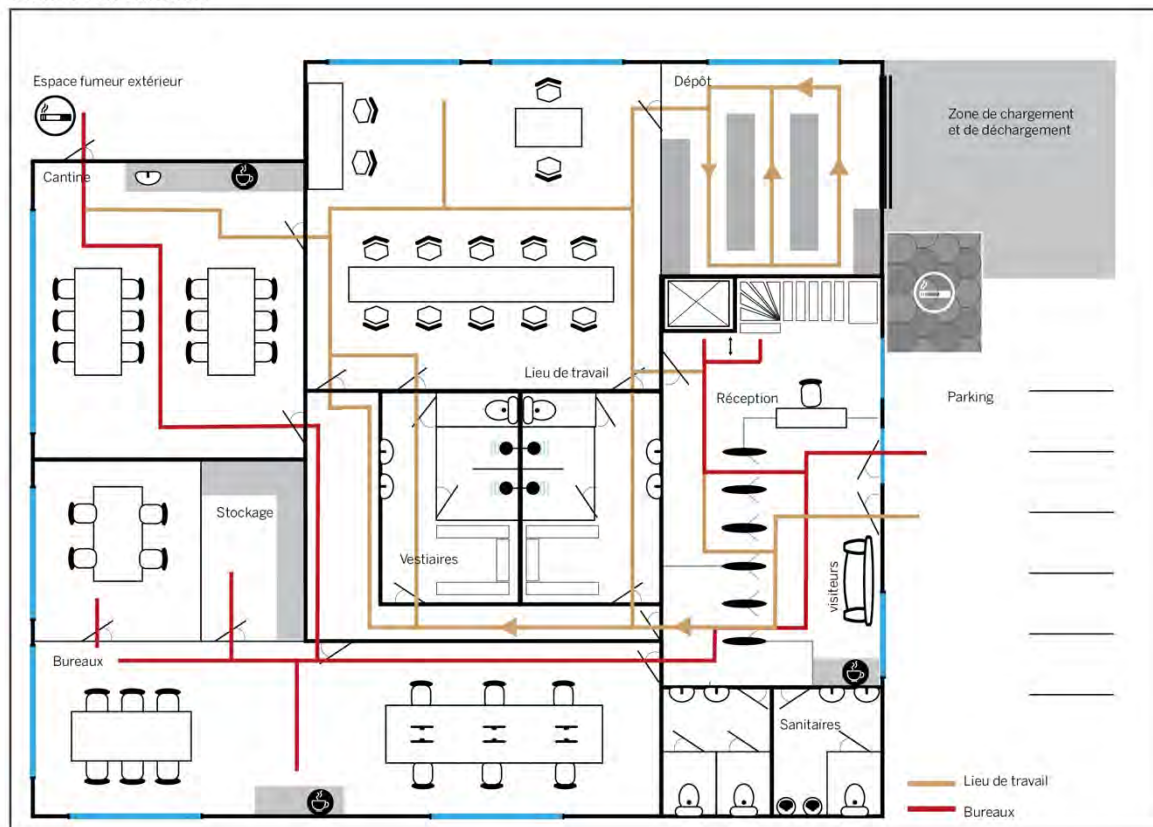 Espace fumeur extérieur
Cantine
Dépôt
Zone de chargement
et de déchargement
Lieu de travail
Réception
Parking
Stockage
Vestiaires
visiteurs
Bureaux
Sanitaires
Lieu de travail
Bureaux